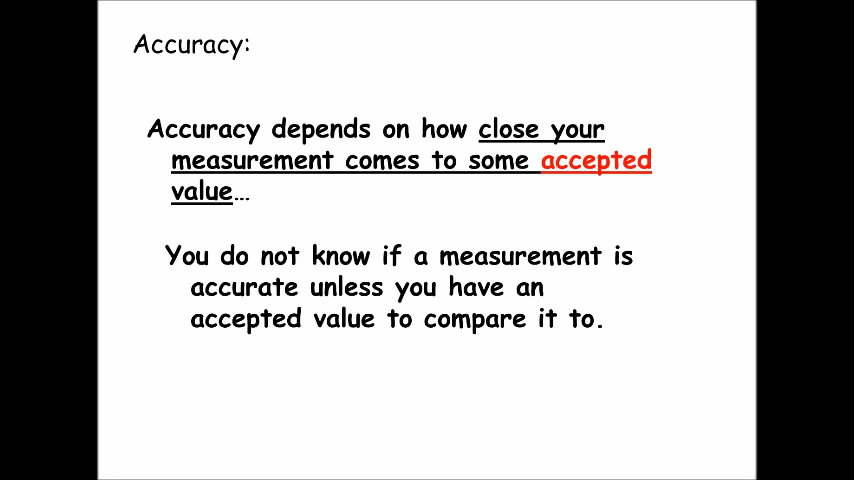 Accuracy:
Accuracy depends on how close your
measurement comes to some accepted
value…
You do not know if a measurement is
accurate unless you have an
accepted value to compare it to.